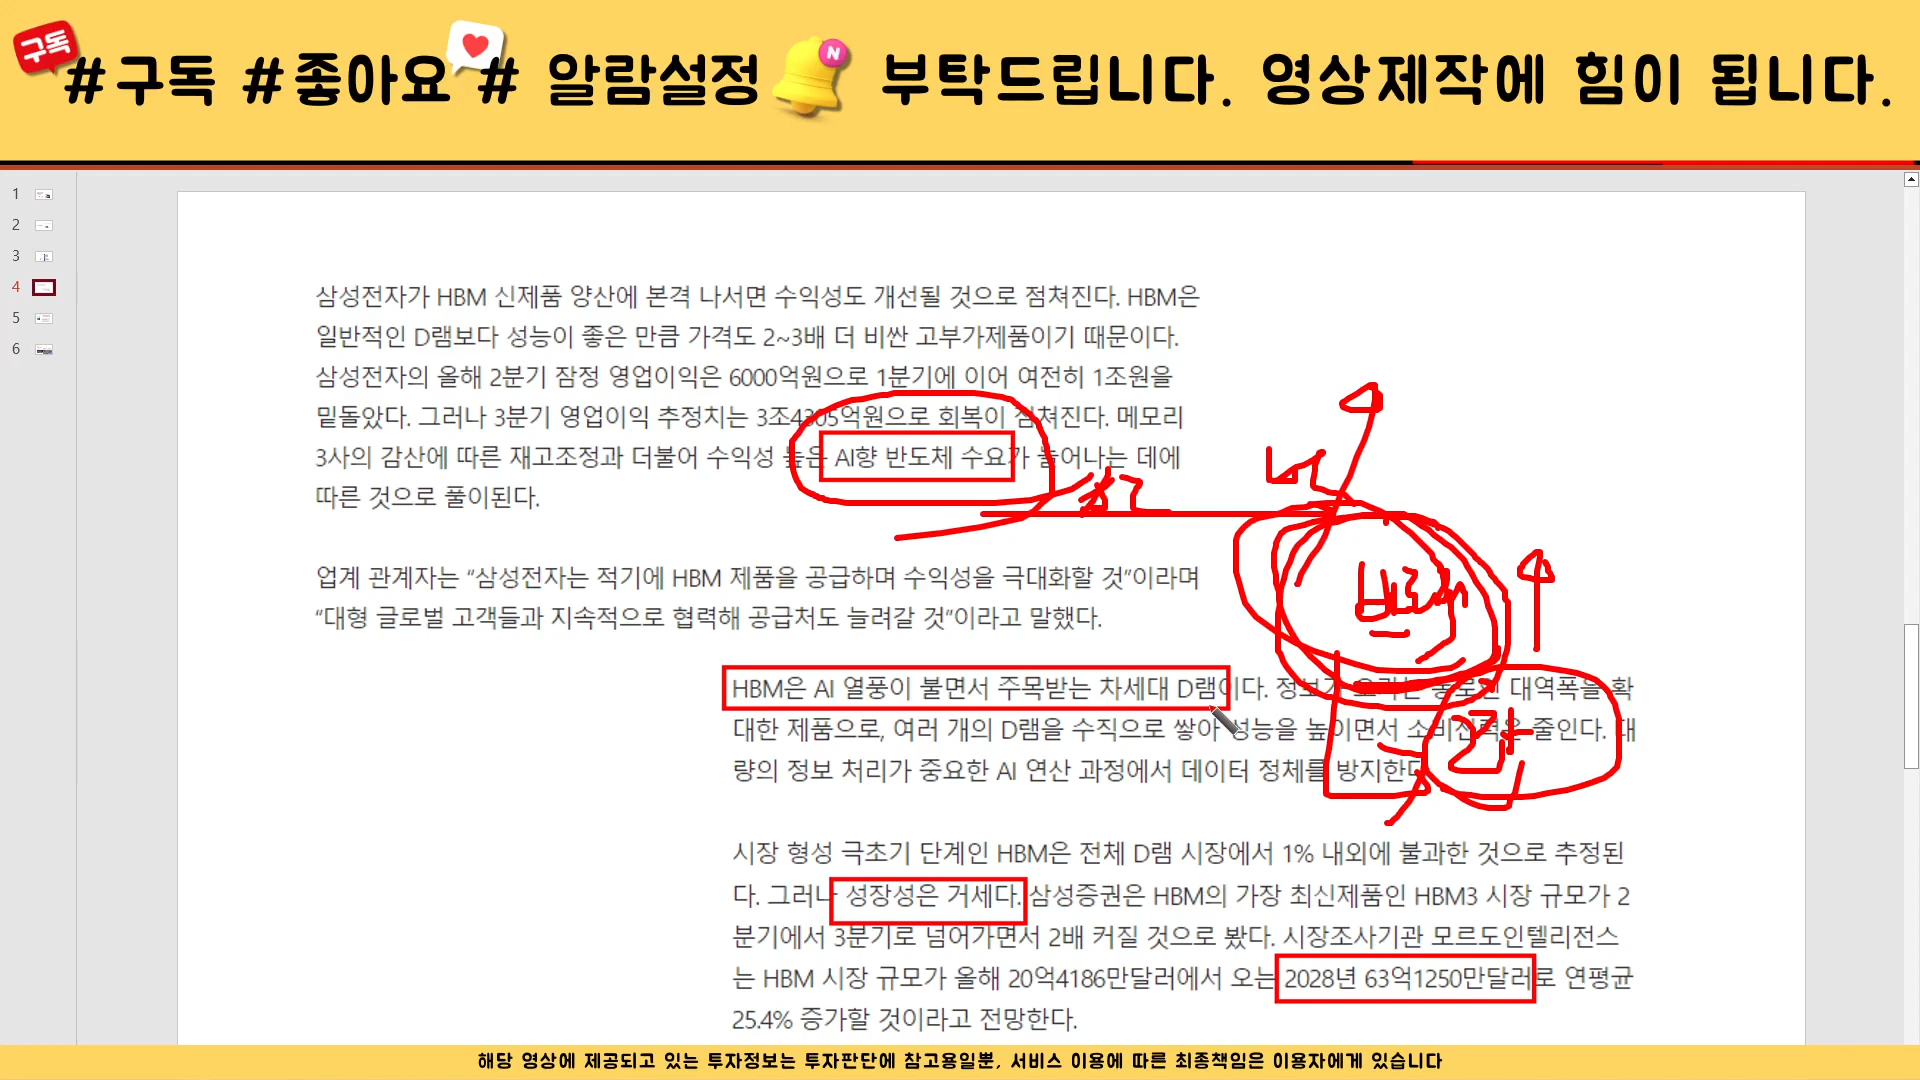 구독
#구독 #좋아요 # 알람설정 N 부탁드립니다. 영상제작에 힘이 됩니다.
1
2
3
4
5
6
삼성전자가 HBM 신제품 양산에 본격 나서면 수익성도 개선될 것으로 점쳐진다. HBM은
일반적인 D램보다 성능이 좋은 만큼 가격도 2~3배 더 비싼 고부가제품이기 때문이다.
삼성전자의 올해 2분기 잠정 영업이익은 6000억원으로 1분기에 이어 여전히 1조원을
밑돌았다. 그러나 3분기 영업이익 추정치는 3조4305억원으로 회복이 점쳐진다. 메모리
3사의 감산에 따른 재고조정과 더불어 수익성 높은 AI향 반도체 수요가 늘어나는 데에
따른 것으로 풀이된다.
업계 관계자는 “삼성전자는 적기에 HBM 제품을 공급하며 수익성을 극대화할 것”이라며
“대형 글로벌 고객들과 지속적으로 협력해 공급처도 늘려갈 것”이라고 말했다.
HBM은 AI 열풍이 불면서 주목받는 차세대 D램이다. 정보가 오가는 통로인 대역폭을 확
대한 제품으로, 여러 개의 D램을 수직으로 쌓아 성능을 높이면서 소비전력은 줄인다. 대
량의 정보 처리가 중요한 AI 연산 과정에서 데이터 정체를 방지한다
시장 형성 극초기 단계인 HBM은 전체 D램 시장에서 1% 내외에 불과한 것으로 추정된
다. 그러나 성장성은 거세다. 삼성증권은 HBM의 가장 최신제품인 HBM3 시장 규모가 2
분기에서 3분기로 넘어가면서 2배 커질 것으로 봤다. 시장조사기관 모르도인텔리전스
는 HBM 시장 규모가 올해 20억4186만달러에서 오는 2028년 63억1250만달러로 연평균
25.4% 증가할 것이라고 전망한다.
해당 영상에 제공되고 있는 투자정보는 투자판단에 참고용일뿐, 서비스 이용에 따른 최종책임은 이용자에게 있습니다